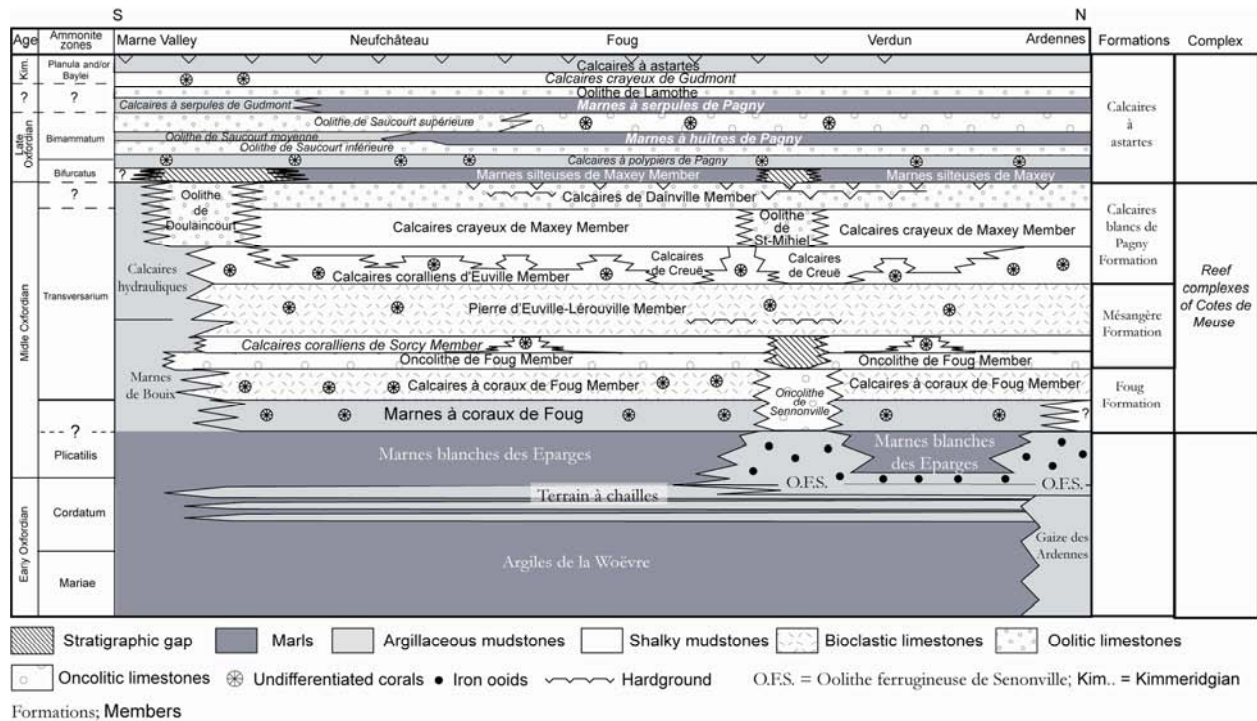 S N
Age
Ammonite
zones
Marne Valley Neufchâteau Foug Verdun Ardennes
Formations
Complex
Kim.
Planula and/or
Baylei
Calcaires à astartes
Calcaires crayeux de Gudmont
? ?
Oolithe de Lamothe
Calcaires à serpules de Gudmont
Marnes à serpules de Pagny
Late
Oxfordian
Bimammatum
Oolithe de Saucourt supérieure
Oolithe de Saucourt moyenne
Marnes à huîtres de Pagny
Oolithe de Saucourt inférieure
Calcaires à polypiers de Pagny
Calcaires
à
astartes
Bifurcatus
?
Marnes silteuses de Maxey Member
Marnes silteuses de Maxey
Midle Oxfordian
?
Oolithe
de
Doulaincourt
Calcaires de Dainville Member
Calcaires crayeux de Maxey Member
Oolithe
de
St-Mihiel
Calcaires crayeux de Maxey Member
Calcaires
blancs de
Pagny
Formation
Transversarium
Calcaires
hydrauliques
Calcaires coralliens d'Euville Member
Calcaires
de Creuë
Calcaires
de Creuë
Reef
complexes
of Cotes de
Meuse
Pierre d'Euville-Lérouville Member
Mésangère
Formation
Calcaires coralliens de Sorcy Member
Oncolithe de Foug Member
Oncolithe de Foug Member
Marnes
de Bouix
Calcaires à coraux de Foug Member
Oncolithe
de
Sennonville
Calcaires à coraux de Foug Member
Foug
Formation
Marnes à coraux de Foug
?
?
Plicatilis
Marnes blanches des Eparges
Marnes blanches
des Eparges
O.F.S.
O.F.S.
Terrain à chailles
Early Oxfordian
Cordatum
Mariae
Argiles de la Woëvre
Gaize des
Ardennes
Stratigraphic gap Marls Argillaceous mudstones Shalky mudstones Bioclastic limestones Oolitic limestones
Oncolitic limestones Undifferentiated corals Iron ooids Hardground O.F.S. = Oolithe ferrugineuse de Senonville; Kim.. = Kimmeridgian
Formations; Members